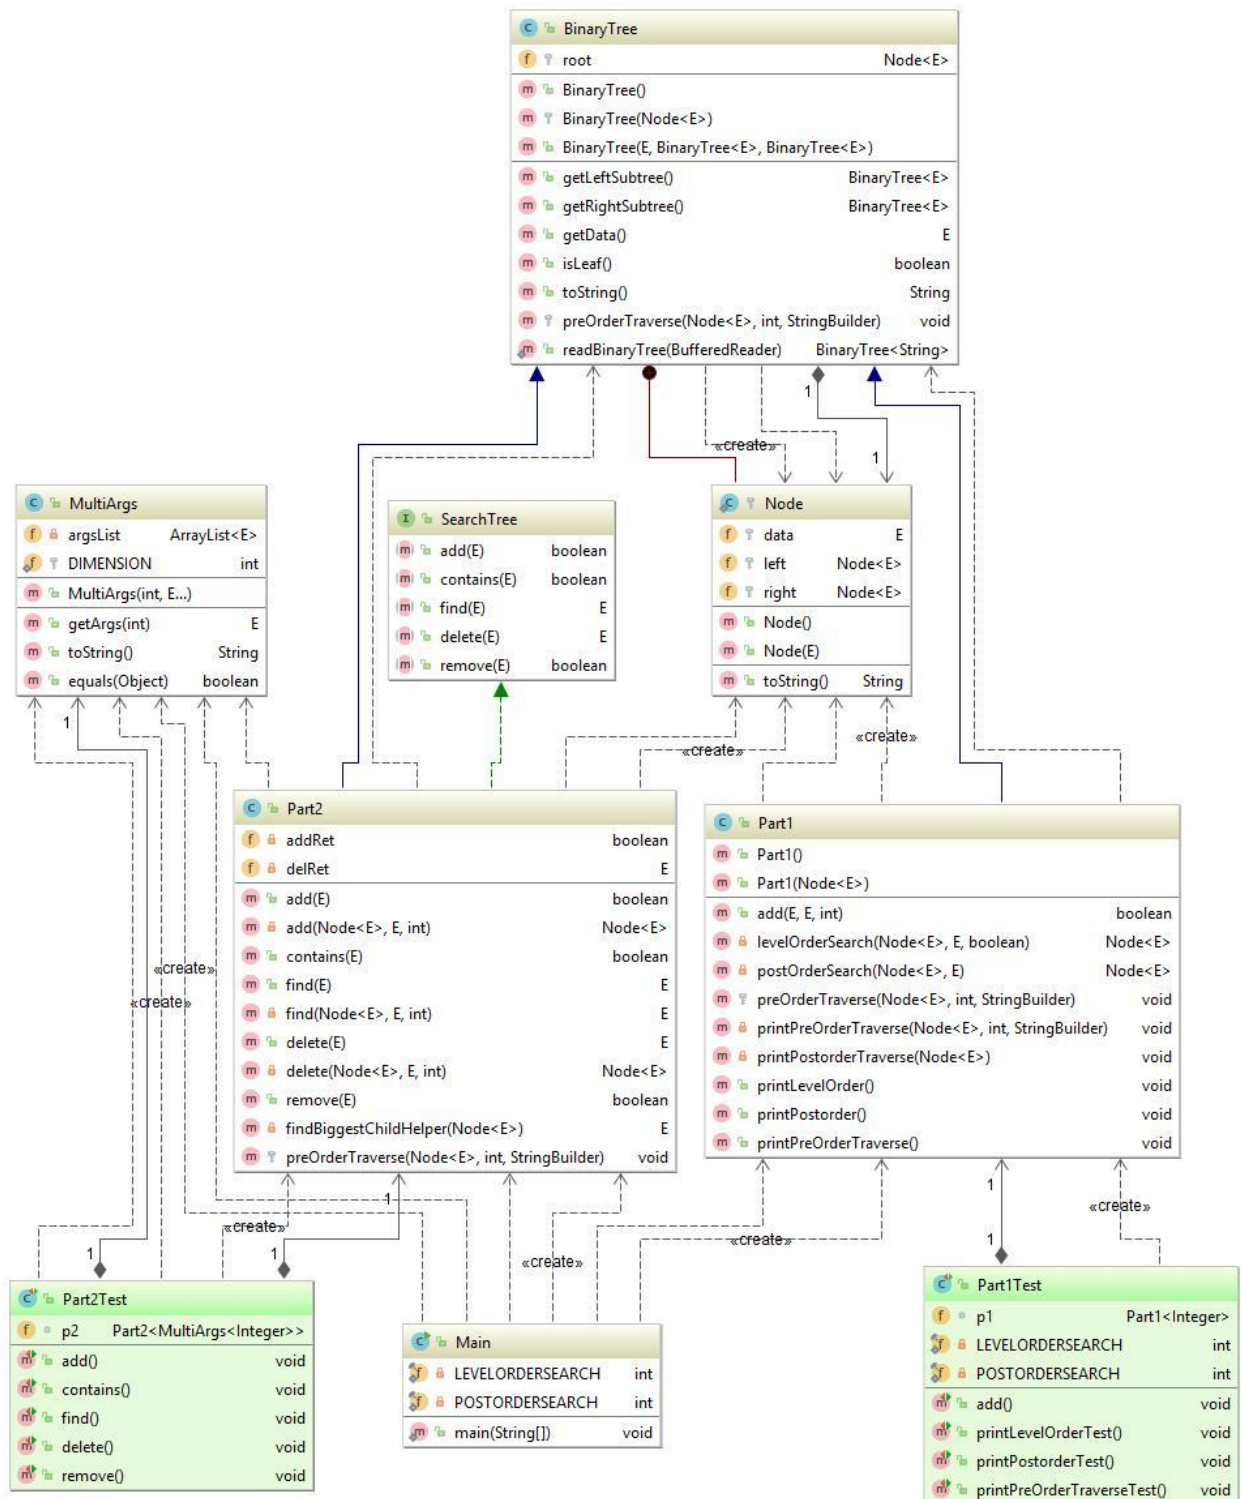 BinaryTree
root Node<E>
BinaryTree()
BinaryTree(Node<E>)
BinaryTree(E, BinaryTree<E>, BinaryTree<E>)
getLeftSubtree() BinaryTree<E>
getRightSubtree() BinaryTree<E>
getData() E
isLeaf() boolean
toString() String
preOrderTraverse(Node<E>, int, StringBuilder) void
readBinaryTree(BufferedReader) BinaryTree<String>
1
«create»
1
MultiArgs
argsList ArrayList<E>
DIMENSION int
MultiArgs(int, E...)
getArgs(int) E
toString() String
equals(Object) boolean
SearchTree
add(E) boolean
contains(E) boolean
find(E) E
delete(E) E
remove(E) boolean
Node
data E
left Node<E>
right Node<E>
Node()
Node(E)
toString() String
1
«create»
«create»
Part2
addRet boolean
delRet E
add(E) boolean
add(Node<E>, E, int) Node<E>
contains(E) boolean
find(E) E
find(Node<E>, E, int) E
delete(E) E
delete(Node<E>, E, int) Node<E>
remove(E) boolean
findBiggestChildHelper(Node<E>) E
preOrderTraverse(Node<E>, int, StringBuilder) void
Part1
Part1()
Part1(Node<E>)
add(E, E, int) boolean
levelOrderSearch(Node<E>, E, boolean) Node<E>
postOrderSearch(Node<E>, E) Node<E>
preOrderTraverse(Node<E>, int, StringBuilder) void
printPreOrderTraverse(Node<E>, int, StringBuilder) void
printPostorderTraverse(Node<E>) void
printLevelOrder() void
printPostorder() void
printPreOrderTraverse() void
«create»
«create»
1
1
«create»
«create»
«create»
1
1
1
«create»
Part2Test
p2 Part2<MultiArgs<Integer>>
add() void
contains() void
find() void
delete() void
remove() void
Main
LEVELORDERSEARCH int
POSTORDERSEARCH int
main(String[]) void
Part1Test
p1 Part1<Integer>
LEVELORDERSEARCH int
POSTORDERSEARCH int
add() void
printLevelOrderTest() void
printPostorderTest() void
printPreOrderTraverseTest() void